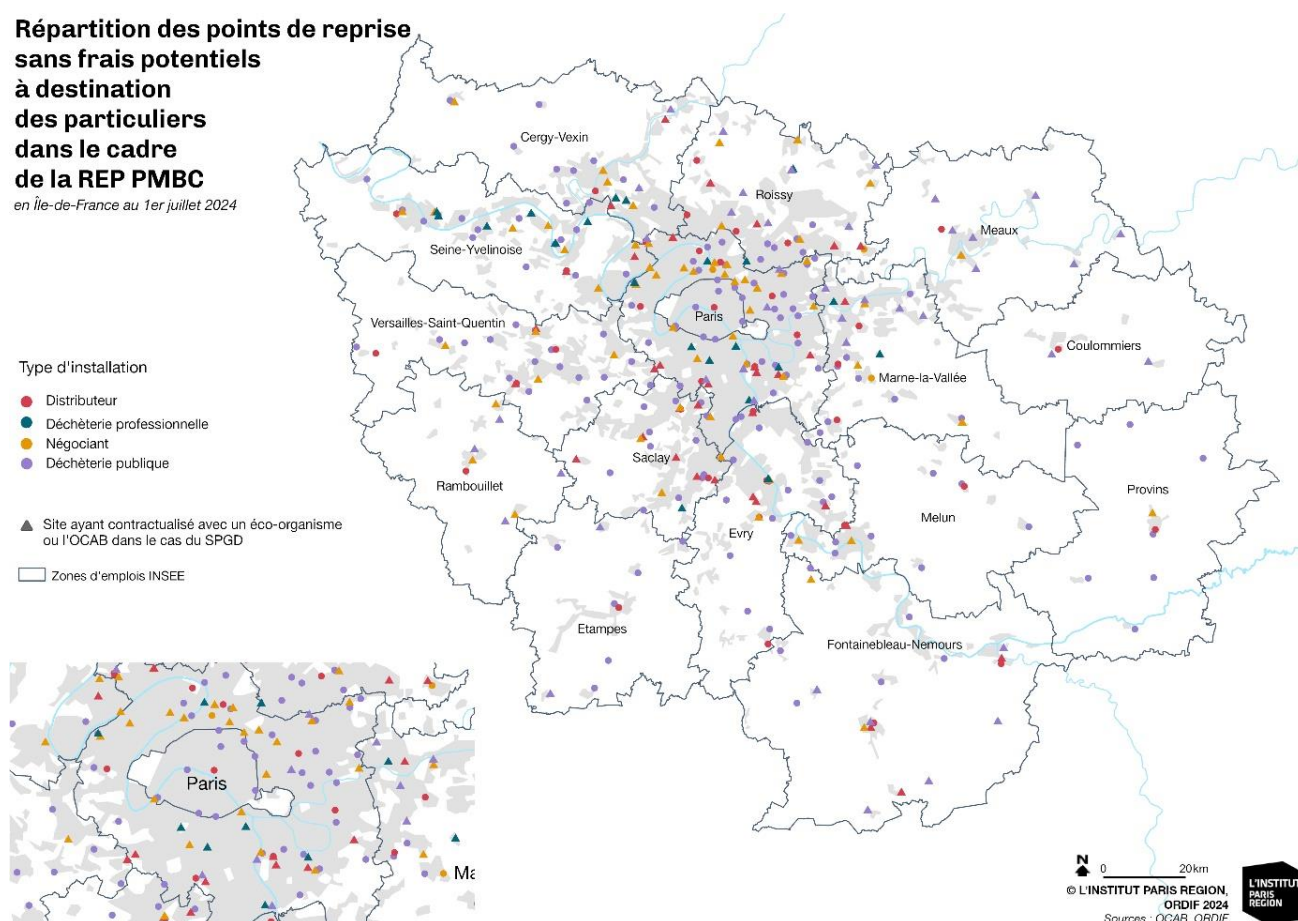 Répartition des points de reprise
sans frais potentiels
à destination
des particuliers
dans le cadre
de la REP PMBC
en Île-de-France au 1er juillet 2024
Cergy-Vexin
Roissy
Meaux
Seine-Yvelinoise
Paris
Versailles-Saint-Quentin
Coulommiers
Marne-la-Vallée
Type d'installation
Distributeur
Déchèterie professionnelle
Négociant
Déchèterie publique
Saclay
Rambouillet
Provins
Melun
Evry
Site ayant contractualisé avec un éco-organisme
ou l'OCAB dans le cas du SPGD
Zones d'emplois INSEE
Etampes
Fontainebleau-Nemours
Paris
Ma
N
0 20km
© L'INSTITUT PARIS REGION,
ORDIF 2024
Sources : OCAB, ORDIF
L'INSTITUT
PARIS
REGION